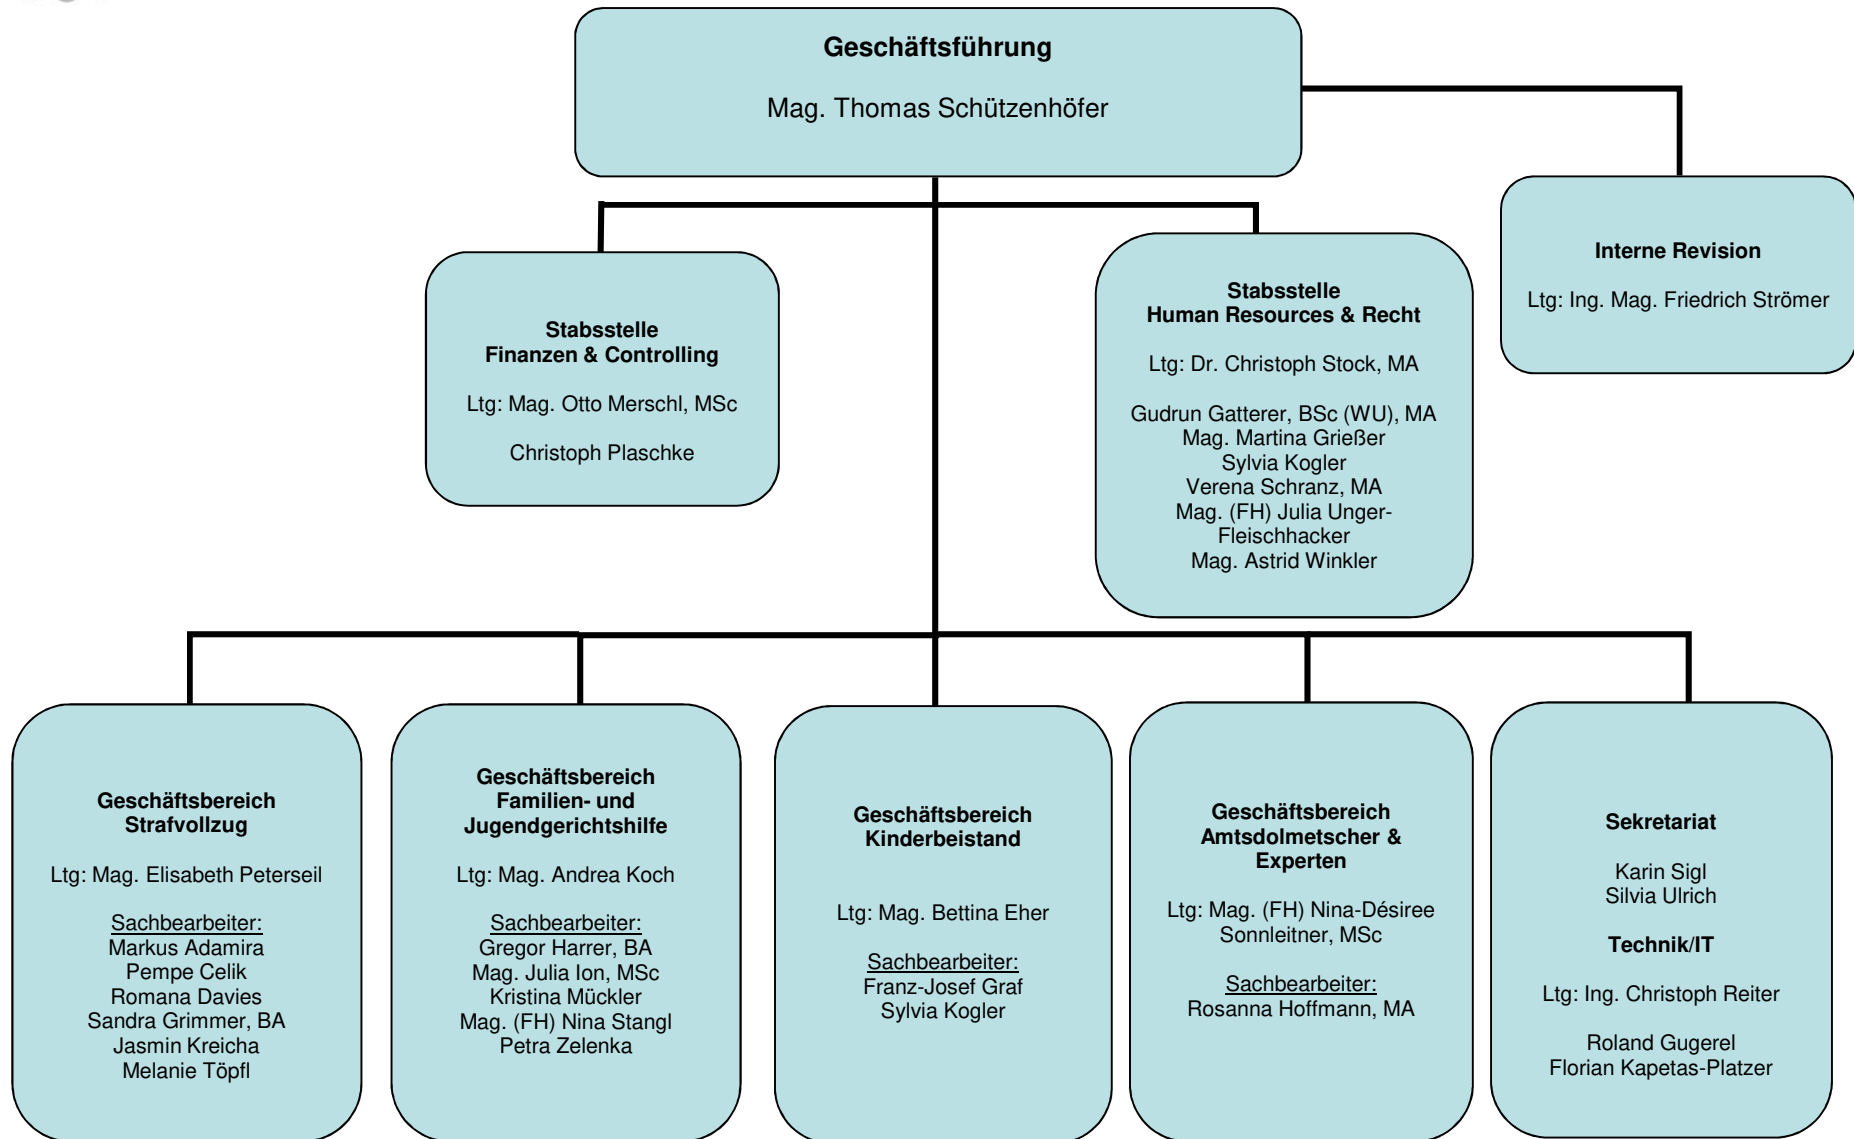 Geschäftsführung
Mag. Thomas Schützenhöfer
Interne Revision
Ltg: Ing. Mag. Friedrich Strömer
Stabsstelle
Finanzen & Controlling
Ltg: Mag. Otto Merschl, MSc
Christoph Plaschke
Stabsstelle
Human Resources & Recht
Ltg: Dr. Christoph Stock, MA
Gudrun Gatterer, BSc (WU), MA
Mag. Martina Grießer
Sylvia Kogler
Verena Schranz, MA
Mag. (FH) Julia Unger-
Fleischhacker
Mag. Astrid Winkler
Geschäftsbereich
Strafvollzug
Ltg: Mag. Elisabeth Peterseil
Sachbearbeiter:
Markus Adamira
Pempe Celik
Romana Davies
Sandra Grimmer, BA
Jasmin Kreicha
Melanie Töpfl
Geschäftsbereich
Familien- und
Jugendgerichtshilfe
Ltg: Mag. Andrea Koch
Sachbearbeiter:
Gregor Harrer, BA
Mag. Julia Ion, MSc
Kristina Mückler
Mag. (FH) Nina Stangl
Petra Zelenka
Geschäftsbereich
Kinderbeistand
Ltg: Mag. Bettina Eher
Sachbearbeiter:
Franz-Josef Graf
Sylvia Kogler
Geschäftsbereich
Amtsdolmetscher &
Experten
Ltg: Mag. (FH) Nina-Désiree
Sonnleitner, MSc
Sachbearbeiter:
Rosanna Hoffmann, MA
Sekretariat
Karin Sigl
Silvia Ulrich
Technik/IT
Ltg: Ing. Christoph Reiter
Roland Gugerel
Florian Kapetas-Platzer